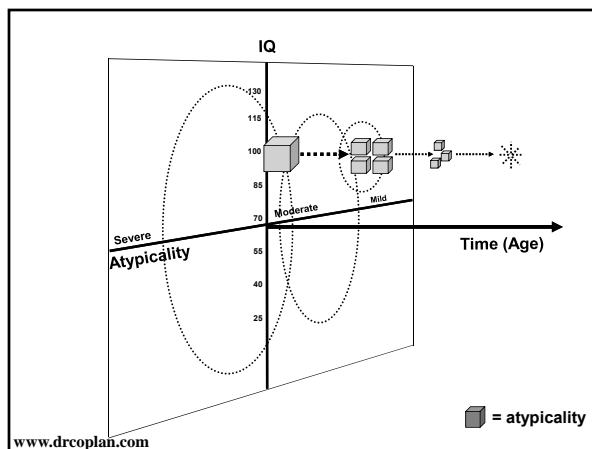 IQ
130
115
100
85
70
55
40
25
Severe
Moderate
Mild
Atypicality
Time (Age)
= atypicality
www.drcoplan.com